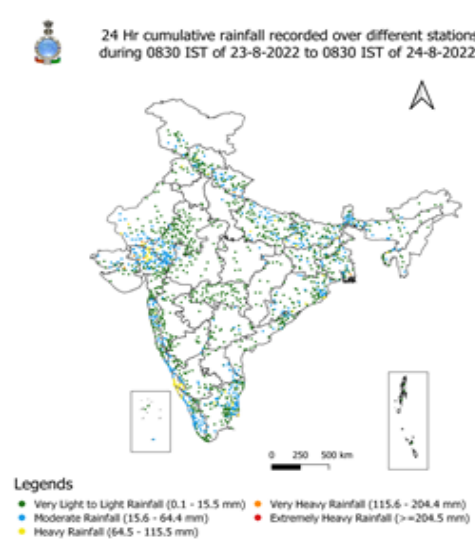 24 Hr cumulative rainfall recorded over different stations
during 0830 IST of 23-8-2022 to 0830 IST of 24-8-2022
0 250 500 km
Legends
Very Light to Light Rainfall (0.1 - 15.5 mm)
Moderate Rainfall (15.6 - 64.4 mm)
Heavy Rainfall (64.5 - 115.5 mm)
Very Heavy Rainfall (115.6 - 204.4 mm)
Extremely Heavy Rainfall (>=204.5 mm)